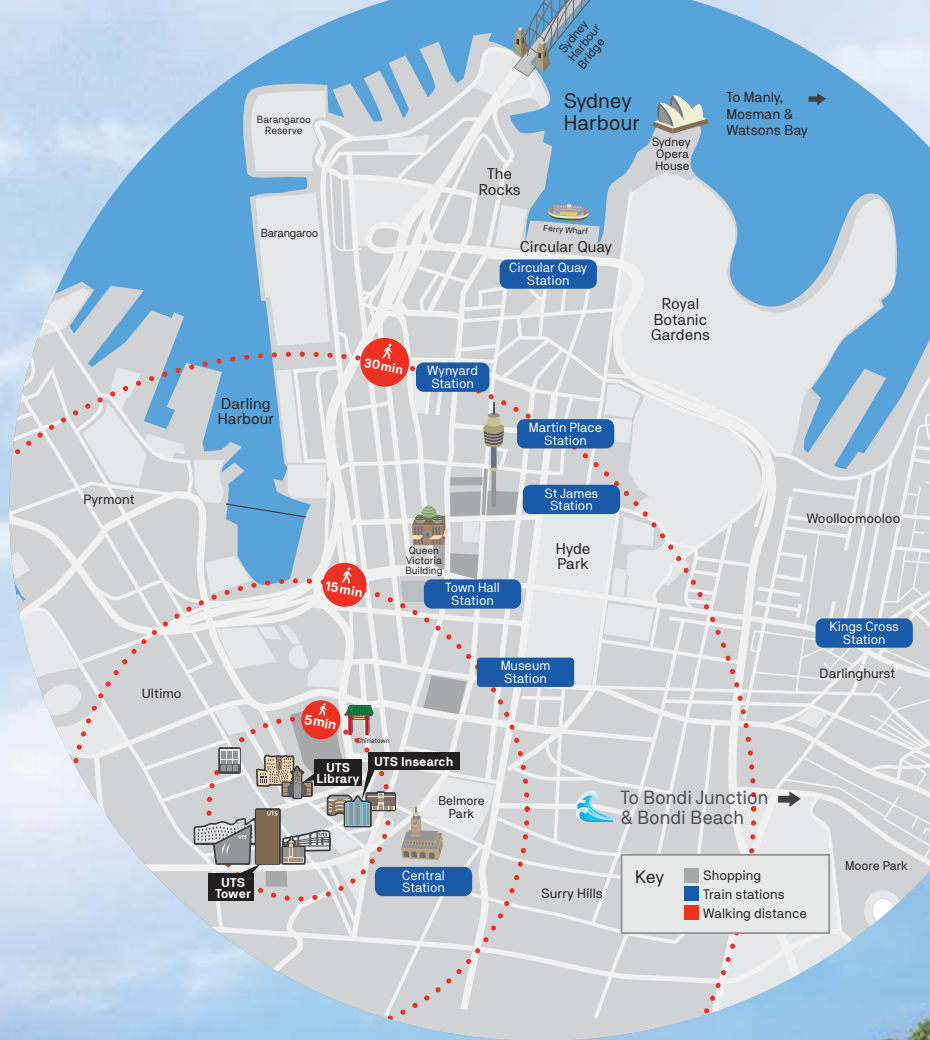 Sydney
Harbour
Bridge
Sydney
Harbour
To Manly,
Mosman &
Watsons Bay
Barangaroo
Reserve
Sydney
Opera
House
The
Rocks
Barangaroo
Ferry Wharf
Circular Quay
Circular Quay
Station
Royal
Botanic
Gardens
30min
Wynyard
Station
Darling
Harbour
Martin Place
Station
Pyrmont
St James
Station
Woolloomooloo
Queen
Victoria
Building
Hyde
Park
15min
Town Hall
Station
Kings Cross
Station
Museum
Station
Darlinghurst
Ultimo
5min
Chinatown
UTS
Library
UTS Insearch
Belmore
Park
To Bondi Junction
& Bondi Beach
UTS
UTS
UTS
Tower
Central
Station
Surry Hills
Moore Park
Key
Shopping
Train stations
Walking distance